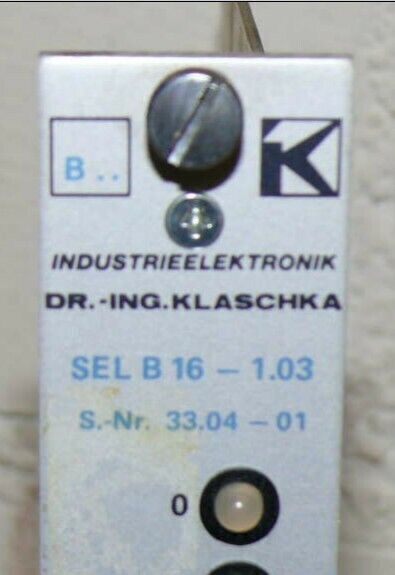 B..
K
INDUSTRIEELEKTRONIK
DR.-ING.KLASCHKA
SEL B 16 – 1.03
S.-Nr. 33.04 – 01
0